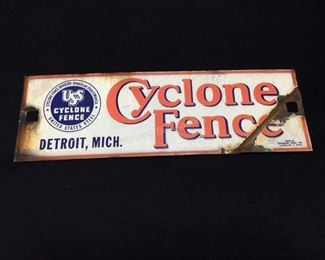 USS
CYCLONE
FENCE
UNITED STATES STEEL
DETROIT, MICH.
Cyclone
Fence